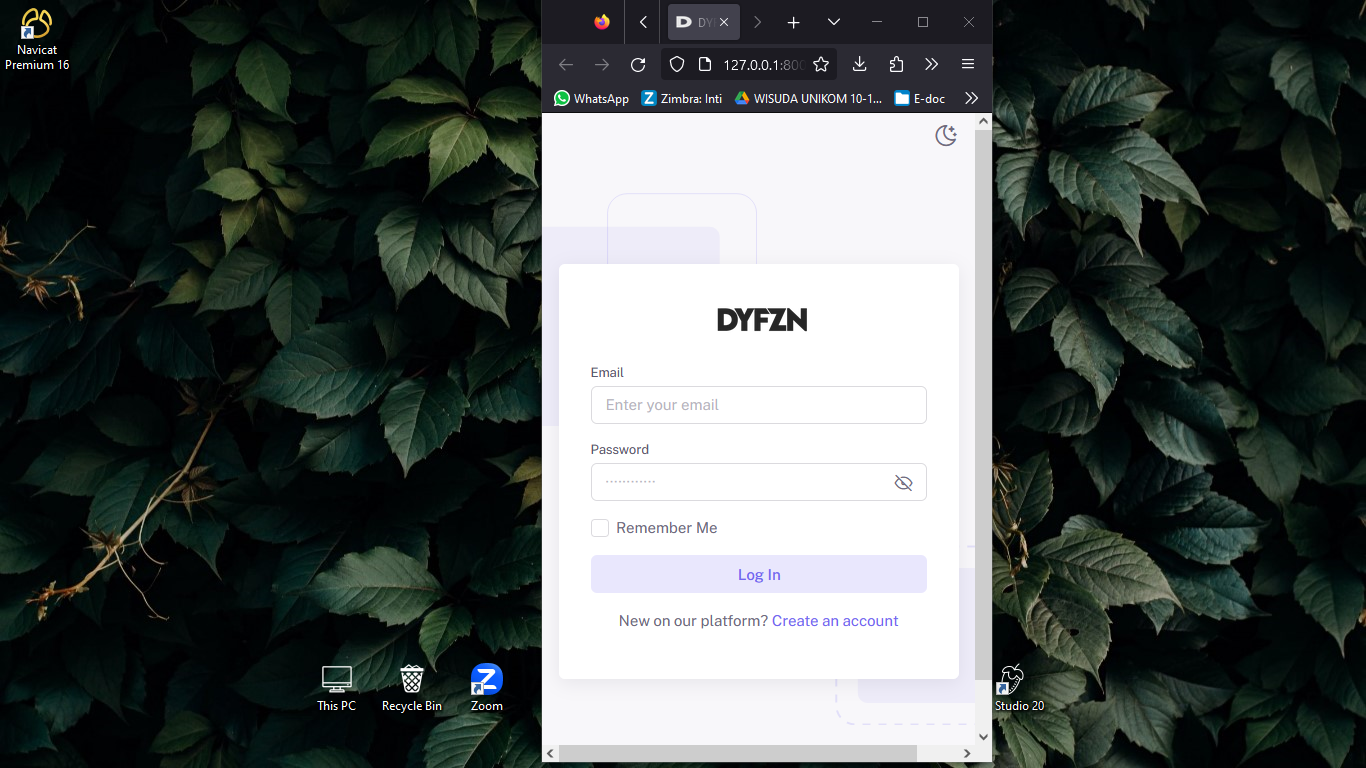 Navicat
Premium 16
DYF
127.0.0.1:800
WhatsApp
Zimbra: Inti
WISUDA UNIKOM 10-1...
E-doc
DYFZN
Email
Enter your email
Password
Remember Me
Log In
New on our platform? Create an account
This PC
Recycle Bin
Zoom
Studio 20